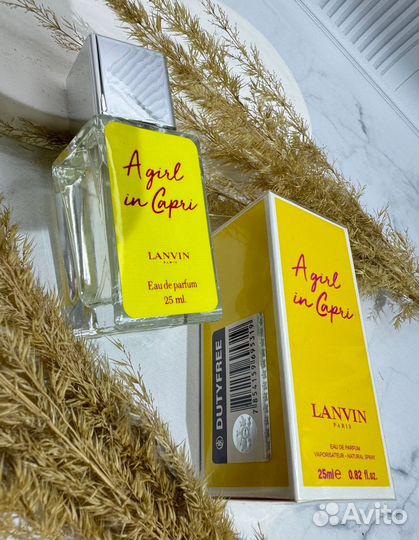 A girl
in Capri
LANVIN
PARIS
Eau de parfum
25 ml.
A girl
in Capri
LANVIN
PARIS
EAU DE PARFUM
VAPORISATEUR - NATURAL SPRAY
25ml e 0.82 fl.oz.
DUTYFREE
Avito